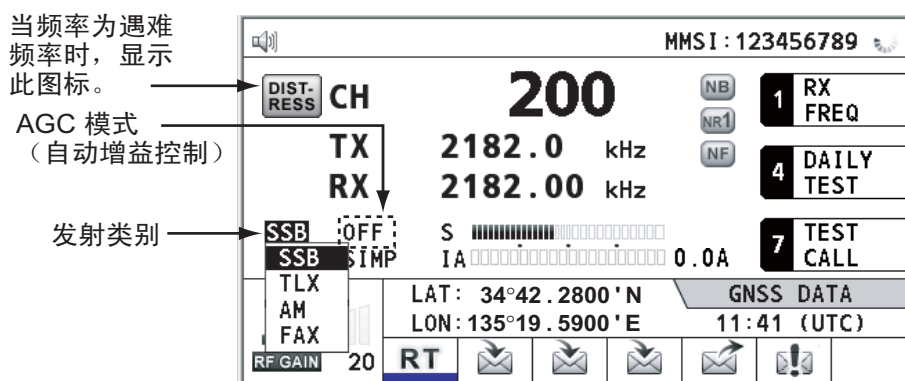 当频率为遇难
频率时，显示
此图标。
AGC 模式
（自动增益控制）
发射类别
MMSI:123456789
DIST-
RESS
CH
200
TX
2182.0 kHz
RX
2182.00 kHz
NB
NR1
NF
1
RX
FREQ
4
DAILY
TEST
7
TEST
CALL
SSB
OFF
SIMP
S
IA
0.0A
SSB
TLX
AM
FAX
RF GAIN 20
LAT: 34°42.2800'N
LON:135°19.5900'E
GNSS DATA
11:41 (UTC)
RT